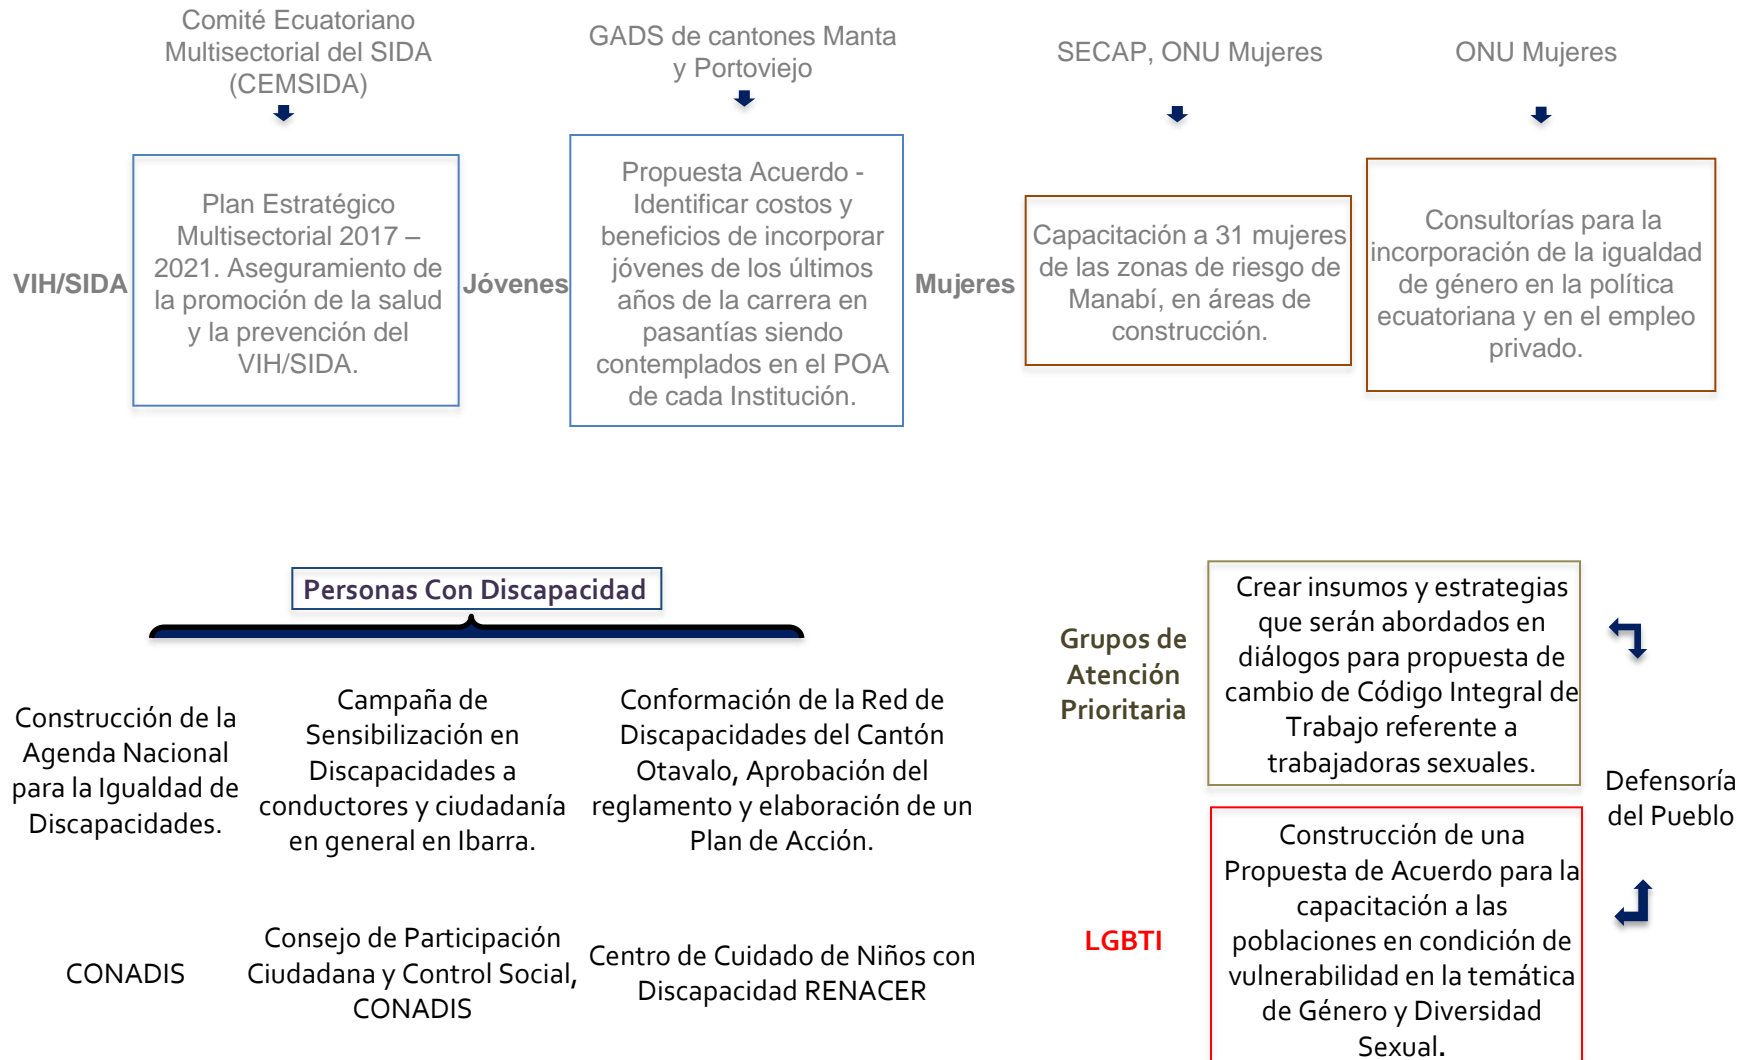 Comité Ecuatoriano
Multisectorial del SIDA
(CEMSIDA)
GADS de cantones Manta
y Portoviejo
SECAP, ONU Mujeres
ONU Mujeres
VIH/SIDA
Plan Estratégico
Multisectorial 2017 –
2021. Aseguramiento de
la promoción de la salud
y la prevención del
VIH/SIDA.
Jóvenes
Propuesta Acuerdo -
Identificar costos y
beneficios de incorporar
jóvenes de los últimos
años de la carrera en
pasantías siendo
contemplados en el POA
de cada Institución.
Mujeres
Capacitación a 31 mujeres
de las zonas de riesgo de
Manabí, en áreas de
construcción.
Consultorías para la
incorporación de la igualdad
de género en la política
ecuatoriana y en el empleo
privado.
Personas Con Discapacidad
Construcción de la
Agenda Nacional
para la Igualdad de
Discapacidades.
Campaña de
Sensibilización en
Discapacidades a
conductores y ciudadanía
en general en Ibarra.
Conformación de la Red de
Discapacidades del Cantón
Otavalo, Aprobación del
reglamento y elaboración de un
Plan de Acción.
CONADIS
Consejo de Participación
Ciudadana y Control Social,
CONADIS
Centro de Cuidado de Niños con
Discapacidad RENACER
Grupos de
Atención
Prioritaria
Crear insumos y estrategias
que serán abordados en
diálogos para propuesta de
cambio de Código Integral de
Trabajo referente a
trabajadoras sexuales.
Defensoría
del Pueblo
LGBTI
Construcción de una
Propuesta de Acuerdo para la
capacitación a las
poblaciones en condición de
vulnerabilidad en la temática
de Género y Diversidad
Sexual.